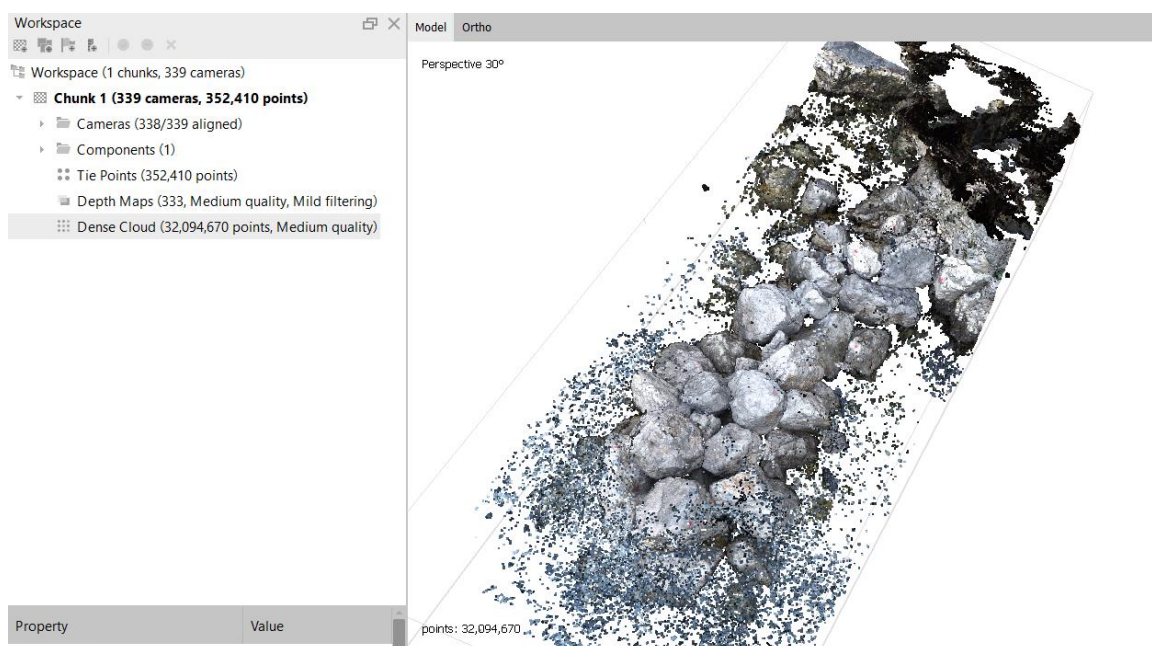 Workspace
Workspace (1 chunks, 339 cameras)
Chunk 1 (339 cameras, 352,410 points)
Cameras (338/339 aligned)
Components (1)
Tie Points (352,410 points)
Depth Maps (333, Medium quality, Mild filtering)
Dense Cloud (32,094,670 points, Medium quality)
Property Value
Model Ortho
Perspective 30°
points: 32,094,670